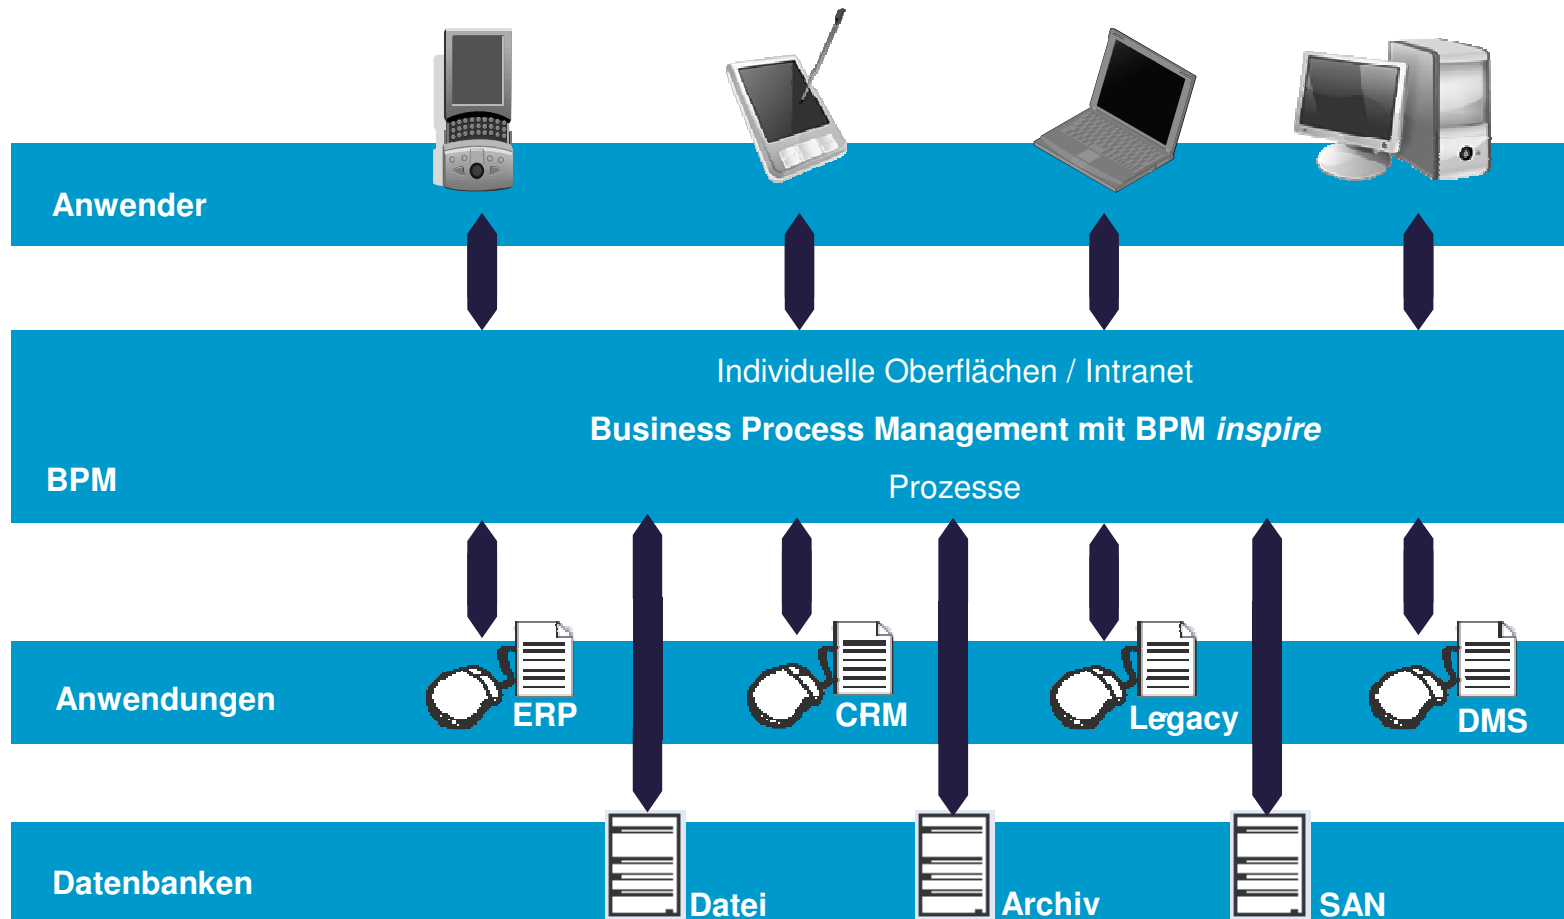 Anwender
Individuelle Oberflächen / Intranet
Business Process Management mit BPM inspire
BPM
Prozesse
Anwendungen
ERP
CRM
Legacy
DMS
Datenbanken
Datei
Archiv
SAN